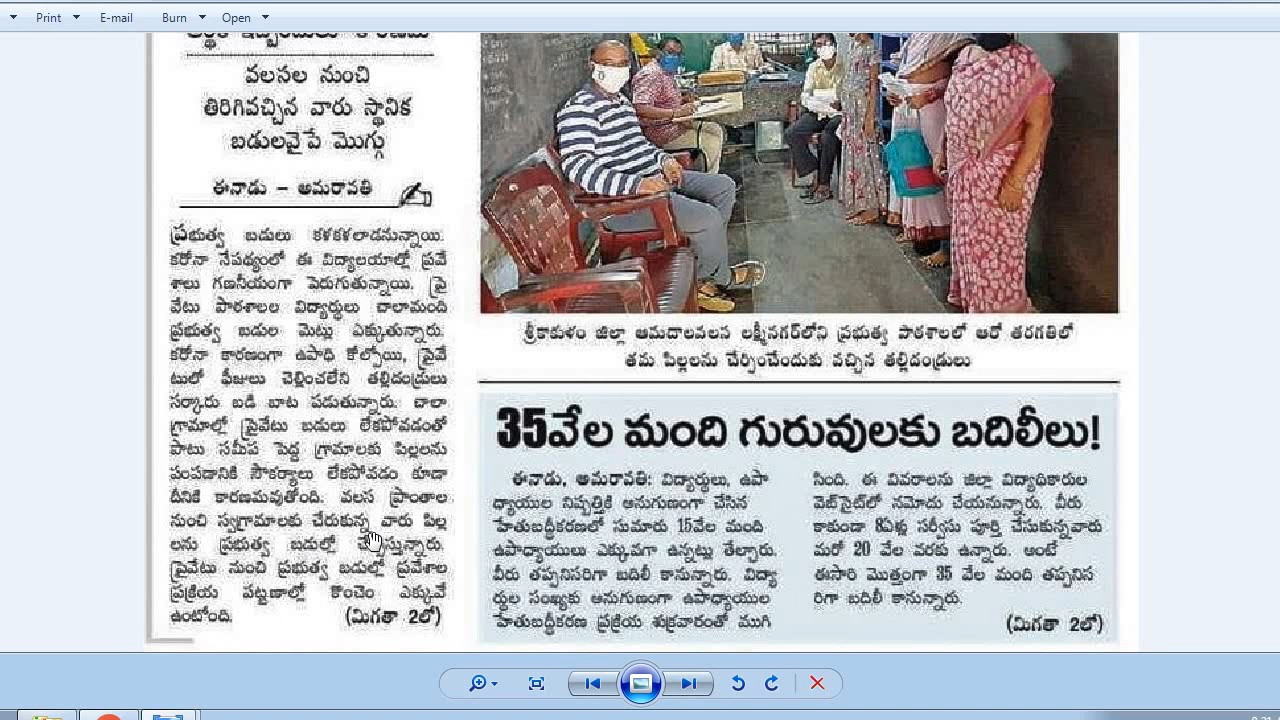 Print
E-mail
Burn
Open
వలసల నుంచి
తిరిగివచ్చిన వారు స్థానిక
బడులవైపే మొగ్గు
ఈనాడు – అమరావతి
ప్రభుత్వ బడులు కళకళలాడనున్నాయి.
కరోనా నేపథ్యంలో ఈ విద్యాలయాల్లో ప్రవే
శాలు గణనీయంగా పెరుగుతున్నాయి. ప్రై
వేటు పాఠశాలల విద్యార్థులు చాలామంది
ప్రభుత్వ బడుల మెట్లు ఎక్కుతున్నారు.
కరోనా కారణంగా ఉపాధి కోల్పోయి, ప్రైవే
టులో ఫీజులు చెల్లించలేని తల్లిదండ్రులు
సర్కారు బడి బాట పడుతున్నారు. చాలా
గ్రామాల్లో ప్రైవేటు బడులు లేకపోవడంతో
పాటు సమీప పెద్ద గ్రామాలకు పిల్లలను
పంపడానికి సౌకర్యాలు లేకపోవడం కూడా
దీనికి కారణమవుతోంది. వలస ప్రాంతాల
నుంచి స్వగ్రామాలకు చేరుకున్న వారు పిల్ల
లను ప్రభుత్వ బడుల్లో చేర్పిస్తున్నారు.
ప్రైవేటు నుంచి ప్రభుత్వ బడుల్లో ప్రవేశాల
ప్రక్రియ పట్టణాల్లో కొంచెం ఎక్కువే
ఉంటోంది. (మిగతా 2లో)
శ్రీకాకుళం జిల్లా ఆమదాలవలస లక్ష్మీనగర్‌లోని ప్రభుత్వ పాఠశాలలో ఆరో తరగతిలో
తమ పిల్లలను చేర్పించేందుకు వచ్చిన తల్లిదండ్రులు
35వేల మంది గురువులకు బదిలీలు!
ఈనాడు, అమరావతి: విద్యార్థులు, ఉపా
ధ్యాయుల నిష్పత్తికి అనుగుణంగా చేసిన
హేతుబద్ధీకరణలో సుమారు 15వేల మంది
ఉపాధ్యాయులు ఎక్కువగా ఉన్నట్లు తేల్చారు.
వీరు తప్పనిసరిగా బదిలీ కానున్నారు. విద్యా
ర్థుల సంఖ్యకు అనుగుణంగా ఉపాధ్యాయుల
హేతుబద్ధీకరణ ప్రక్రియ శుక్రవారంతో ముగి
సింది. ఈ వివరాలను జిల్లా విద్యాధికారుల
వెబ్‌సైట్‌లో నమోదు చేయనున్నారు. వీరు
కాకుండా 8ఏళ్లు సర్వీసు పూర్తి చేసుకున్నవారు
మరో 20 వేల వరకు ఉన్నారు. అంటే
ఈసారి మొత్తంగా 35 వేల మంది తప్పనిస
రిగా బదిలీ కానున్నారు.
(మిగతా 2లో)